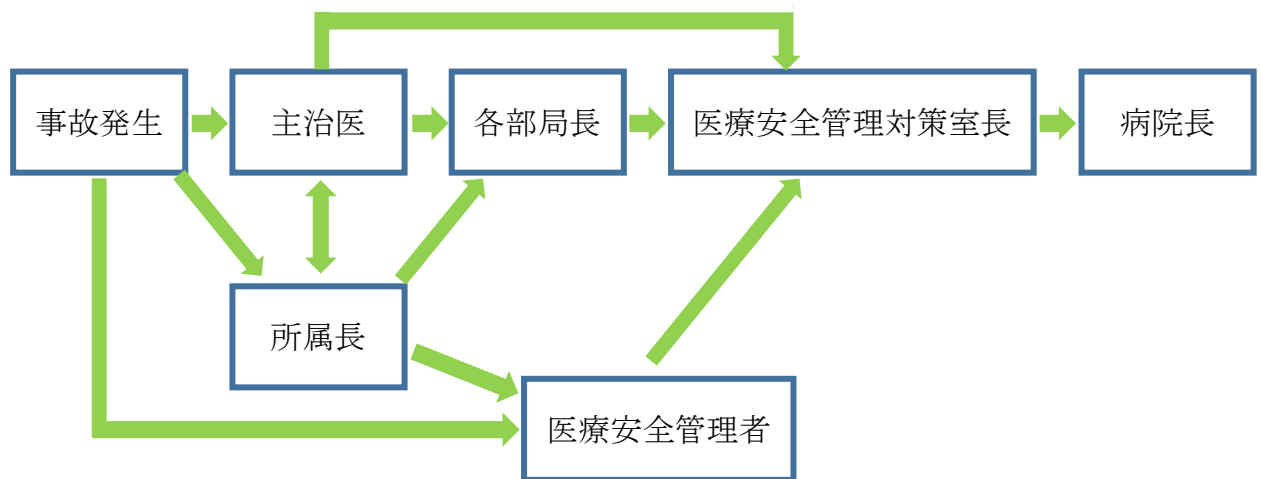 事故発生
主治医
各部局長
医療安全管理対策室長
病院長
所属長
医療安全管理者